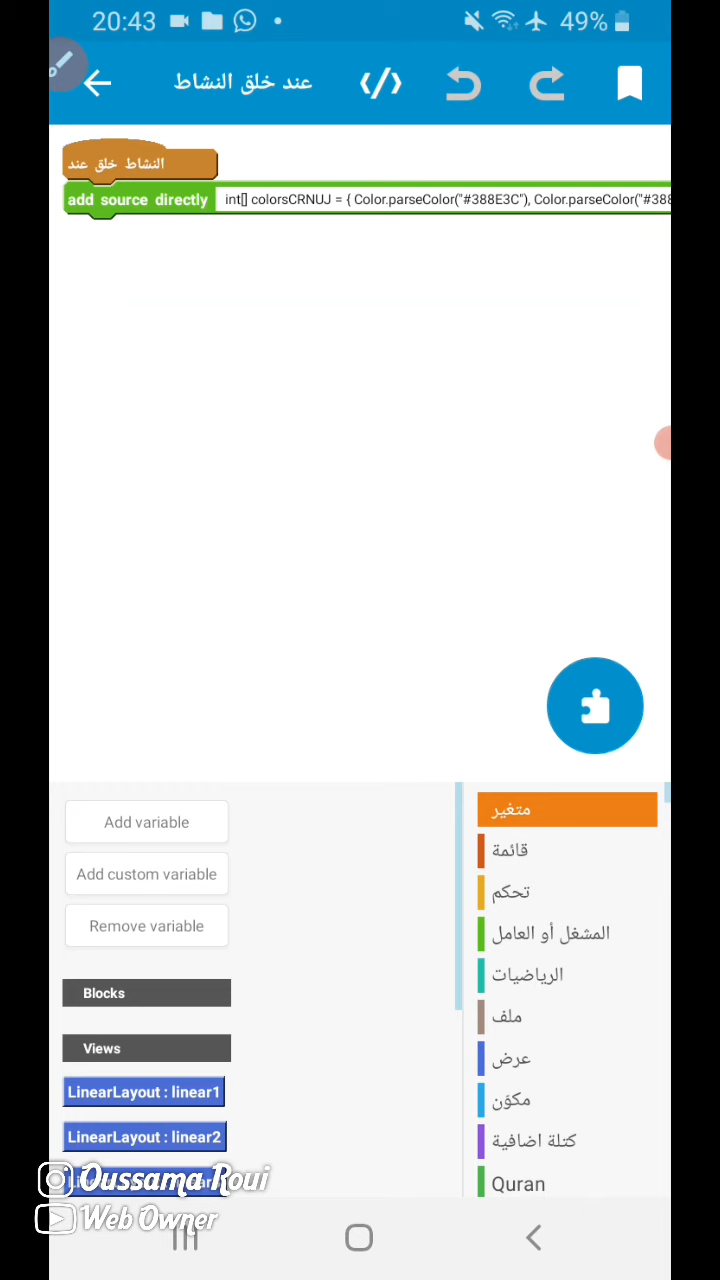 20:43
49%
عند خلق النشاط
النشاط خلق عند
add source directly int[] colorsCRNUJ = { Color.parseColor("#388E3C"), Color.parseColor("#388
Add variable
Add custom variable
Remove variable
Blocks
Views
LinearLayout : linear1
LinearLayout : linear2
متغير
قائمة
تحكم
المشغل أو العامل
الرياضيات
ملف
عرض
مكوّن
كتلة اضافية
Quran
Oussama Roui
Web Owner